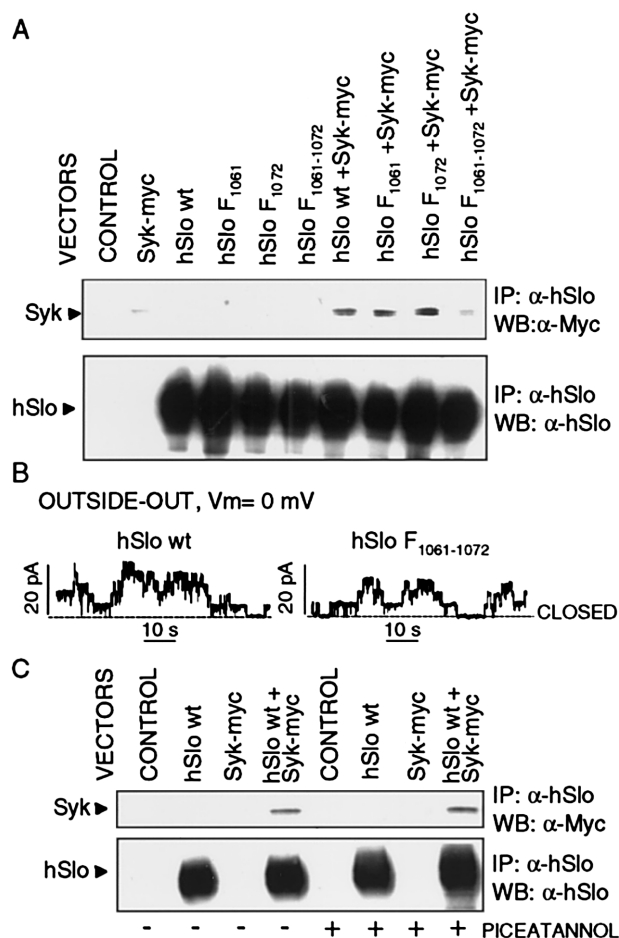 A
VECTORS
CONTROL
Syk-myc
hSlo wt
hSlo F1061
hSlo F1072
hSlo F1061-1072
hSlo wt +Syk-myc
hSlo F1061 +Syk-myc
hSlo F1072 +Syk-myc
hSlo F1061-1072 +Syk-myc
Syk
IP: α-hSlo
WB:α-Myc
hSlo
IP: α-hSlo
WB: α-hSlo
B
OUTSIDE-OUT, Vm= 0 mV
hSlo wt
hSlo F1061-1072
20 pA
20 pA
CLOSED
10 s
10 s
C
VECTORS
CONTROL
hSlo wt
Syk-myc
hSlo wt +
Syk-myc
CONTROL
hSlo wt
Syk-myc
hSlo wt +
Syk-myc
Syk
IP: α-hSlo
WB: α-Myc
hSlo
IP: α-hSlo
WB: α-hSlo
- - - - + + + + PICEATANNOL